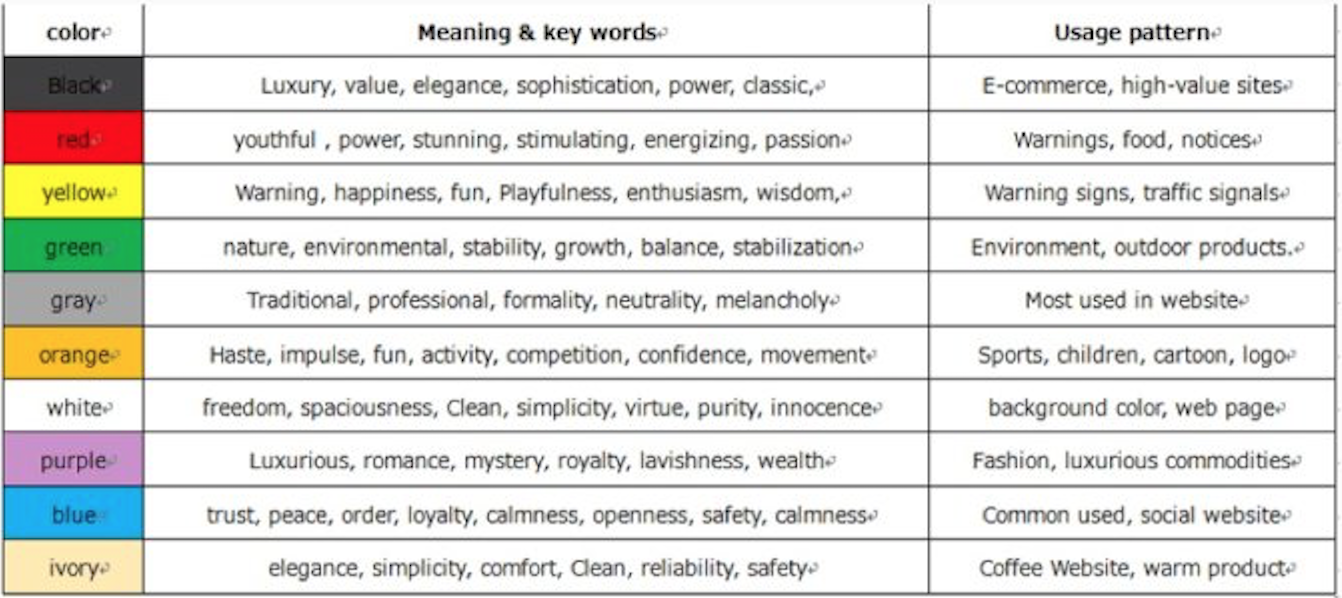 color Meaning & key words Usage pattern
Black Luxury, value, elegance, sophistication, power, classic, E-commerce, high-value sites
red youthful , power, stunning, stimulating, energizing, passion Warnings, food, notices
yellow Warning, happiness, fun, Playfulness, enthusiasm, wisdom, Warning signs, traffic signals
green nature, environmental, stability, growth, balance, stabilization Environment, outdoor products.
gray Traditional, professional, formality, neutrality, melancholy Most used in website
orange Haste, impulse, fun, activity, competition, confidence, movement Sports, children, cartoon, logo
white freedom, spaciousness, Clean, simplicity, virtue, purity, innocence background color, web page
purple Luxurious, romance, mystery, royalty, lavishness, wealth Fashion, luxurious commodities
blue trust, peace, order, loyalty, calmness, openness, safety, calmness Common used, social website
ivory elegance, simplicity, comfort, Clean, reliability, safety Coffee Website, warm product